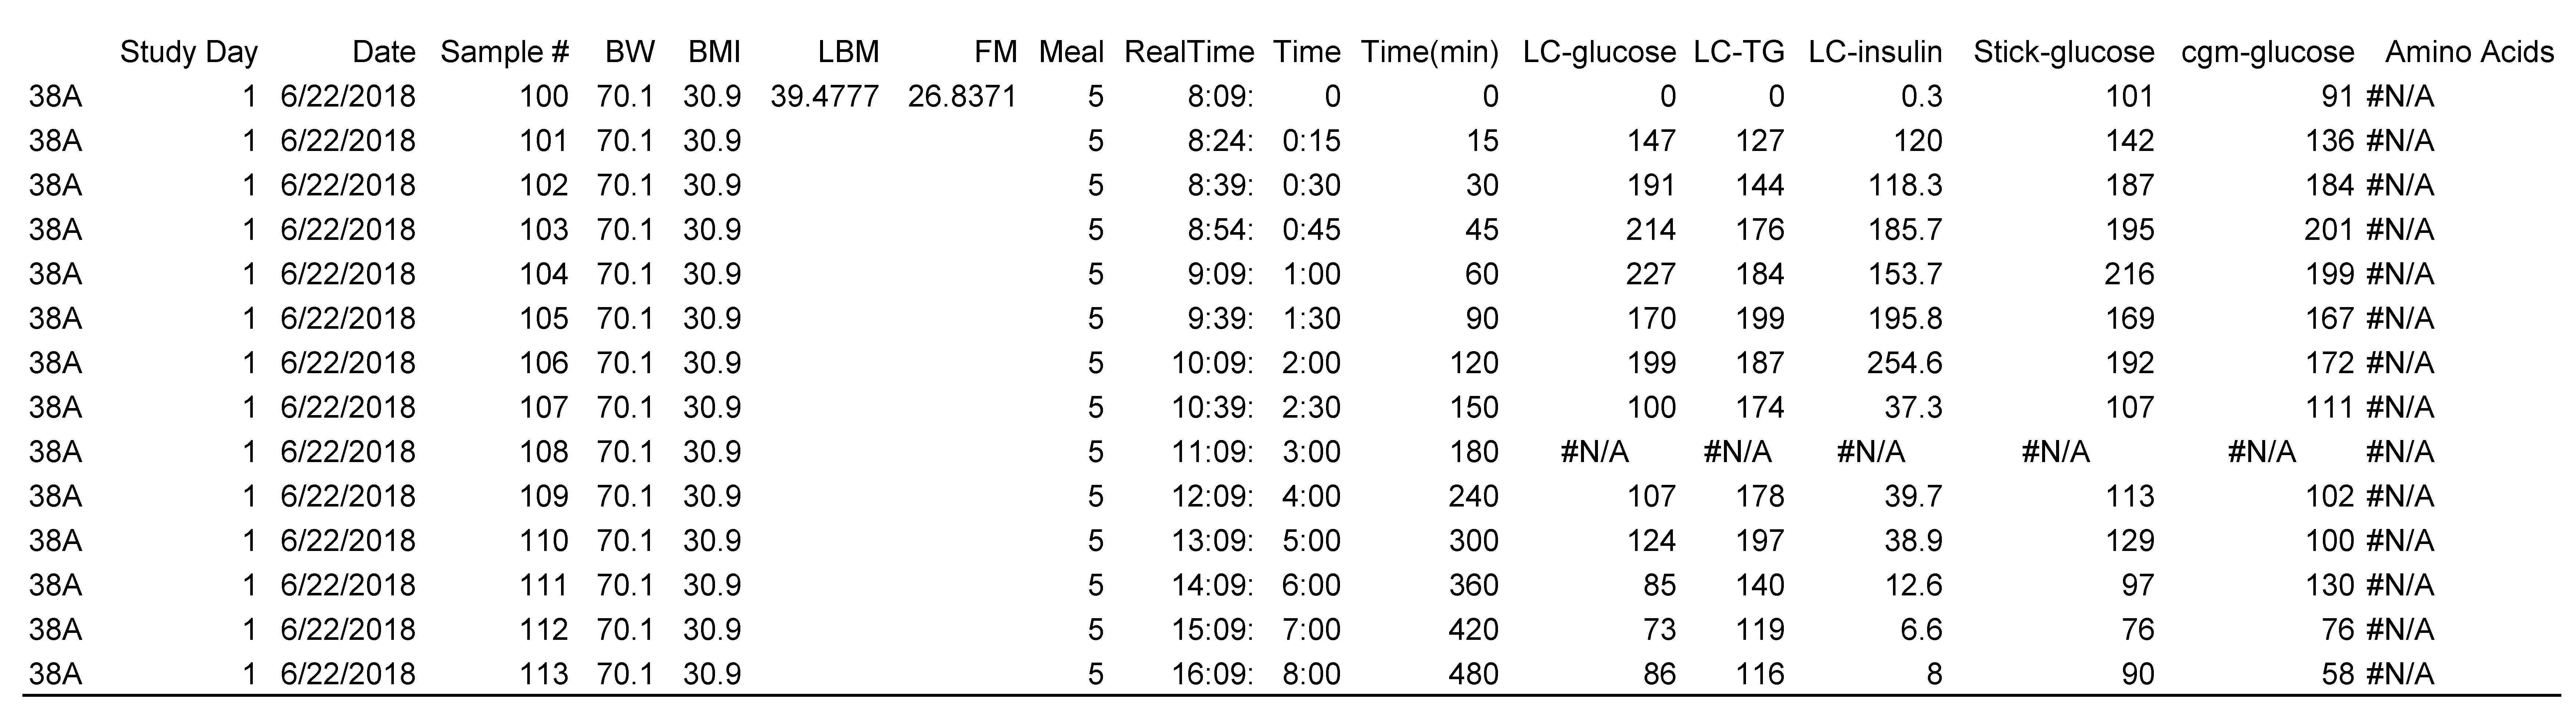 Study Day Date Sample # BW BMI LBM FM Meal RealTime Time Time(min) LC-glucose LC-TG LC-insulin Stick-glucose cgm-glucose Amino Acids
38A 1 6/22/2018 100 70.1 30.9 39.4777 26.8371 5 8:09: 0 0 0 0 0.3 101 91 #N/A
38A 1 6/22/2018 101 70.1 30.9 5 8:24: 0:15 15 147 127 120 142 136 #N/A
38A 1 6/22/2018 102 70.1 30.9 5 8:39: 0:30 30 191 144 118.3 187 184 #N/A
38A 1 6/22/2018 103 70.1 30.9 5 8:54: 0:45 45 214 176 185.7 195 201 #N/A
38A 1 6/22/2018 104 70.1 30.9 5 9:09: 1:00 60 227 184 153.7 216 199 #N/A
38A 1 6/22/2018 105 70.1 30.9 5 9:39: 1:30 90 170 199 195.8 169 167 #N/A
38A 1 6/22/2018 106 70.1 30.9 5 10:09: 2:00 120 199 187 254.6 192 172 #N/A
38A 1 6/22/2018 107 70.1 30.9 5 10:39: 2:30 150 100 174 37.3 107 111 #N/A
38A 1 6/22/2018 108 70.1 30.9 5 11:09: 3:00 180 #N/A #N/A #N/A #N/A #N/A #N/A
38A 1 6/22/2018 109 70.1 30.9 5 12:09: 4:00 240 107 178 39.7 113 102 #N/A
38A 1 6/22/2018 110 70.1 30.9 5 13:09: 5:00 300 124 197 38.9 129 100 #N/A
38A 1 6/22/2018 111 70.1 30.9 5 14:09: 6:00 360 85 140 12.6 97 130 #N/A
38A 1 6/22/2018 112 70.1 30.9 5 15:09: 7:00 420 73 119 6.6 76 76 #N/A
38A 1 6/22/2018 113 70.1 30.9 5 16:09: 8:00 480 86 116 8 90 58 #N/A